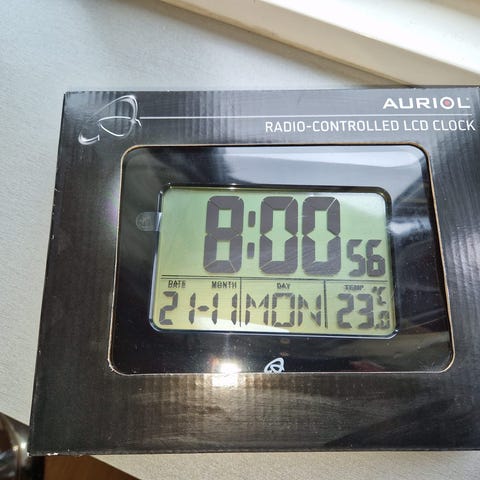 AURIOL
RADIO-CONTROLLED LCD CLOCK
8:00 56
DATE MONTH DAY TEMP
21-11 MON 23.0°C